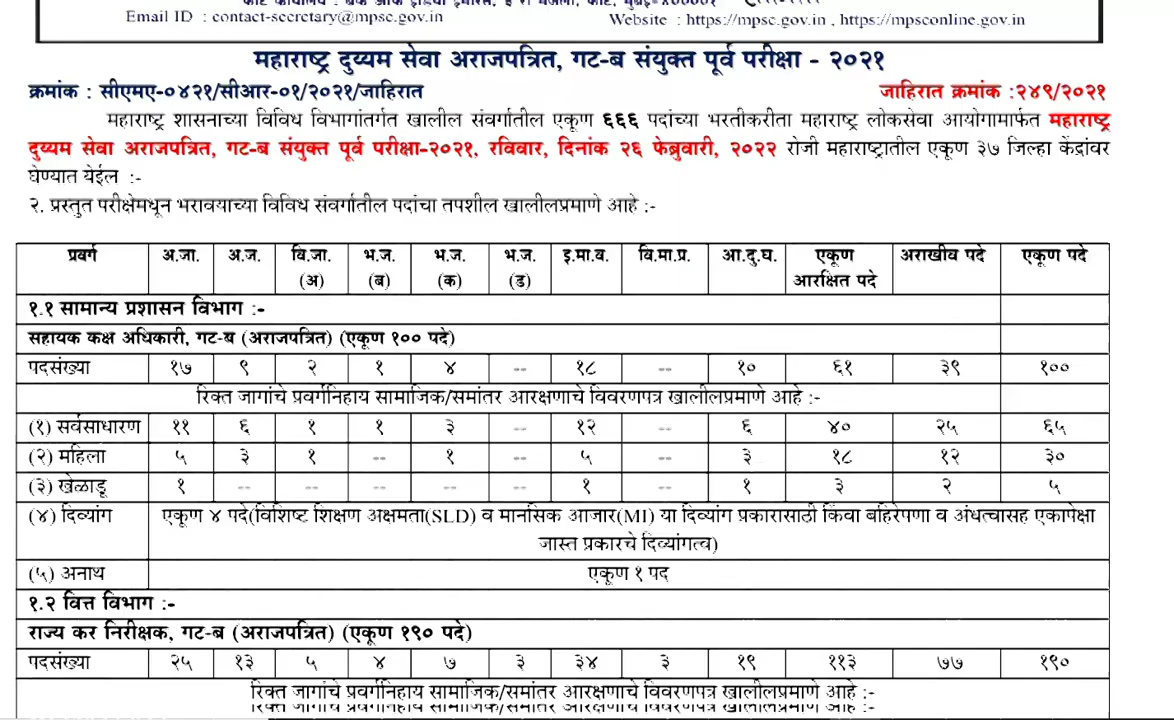 Email ID : contact-secretary@mpsc.gov.in Website : https://mpsc.gov.in , https://mpsconline.gov.in
महाराष्ट्र दुय्यम सेवा अराजपत्रित, गट-ब संयुक्त पूर्व परीक्षा - २०२१
क्रमांक : सीएमए-०४२१/सीआर-०१/२०२१/जाहिरात जाहिरात क्रमांक :२४९/२०२१
महाराष्ट्र शासनाच्या विविध विभागांतर्गत खालील संवर्गातील एकूण ६६६ पदांच्या भरतीकरीता महाराष्ट्र लोकसेवा आयोगामार्फत महाराष्ट्र
दुय्यम सेवा अराजपत्रित, गट-ब संयुक्त पूर्व परीक्षा-२०२१, रविवार, दिनांक २६ फेब्रुवारी, २०२२ रोजी महाराष्ट्रातील एकूण ३७ जिल्हा केंद्रांवर
घेण्यात येईल :-
२. प्रस्तुत परीक्षेमधून भरावयाच्या विविध संवर्गातील पदांचा तपशील खालीलप्रमाणे आहे :-
प्रवर्ग अ.जा. अ.ज. वि.जा. भ.ज. भ.ज. भ.ज. इ.मा.व. वि.मा.प्र. आ.दु.घ. एकूण अराखीव पदे एकूण पदे
(अ) (ब) (क) (ड) आरक्षित पदे
१.१ सामान्य प्रशासन विभाग :-
सहायक कक्ष अधिकारी, गट-ब (अराजपत्रित) (एकूण १०० पदे)
पदसंख्या १७ ९ २ १ ४ -- १८ -- १० ६१ ३९ १००
रिक्त जागांचे प्रवर्गनिहाय सामाजिक/समांतर आरक्षणाचे विवरणपत्र खालीलप्रमाणे आहे :-
(१) सर्वसाधारण ११ ६ १ १ ३ -- १२ -- ६ ४० २५ ६५
(२) महिला ५ ३ १ -- १ -- ५ -- ३ १८ १२ ३०
(३) खेळाडू १ -- -- -- -- -- १ -- १ ३ २ ५
(४) दिव्यांग एकूण ४ पदे(विशिष्ट शिक्षण अक्षमता(SLD) व मानसिक आजार(MI) या दिव्यांग प्रकारासाठी किंवा बहिरेपणा व अंधत्वासह एकापेक्षा
जास्त प्रकारचे दिव्यांगत्व)
(५) अनाथ एकूण १ पद
१.२ वित्त विभाग :-
राज्य कर निरीक्षक, गट-ब (अराजपत्रित) (एकूण १९० पदे)
पदसंख्या २५ १३ ५ ४ ७ ३ ३४ ३ १९ ११३ ७७ १९०
रिक्त जागांचे प्रवर्गनिहाय सामाजिक/समांतर आरक्षणाचे विवरणपत्र खालीलप्रमाणे आहे :-
रिक्त जागांचे प्रवर्गनिहाय सामाजिक/समांतर आरक्षणाचे विवरणपत्र खालीलप्रमाणे आहे :-